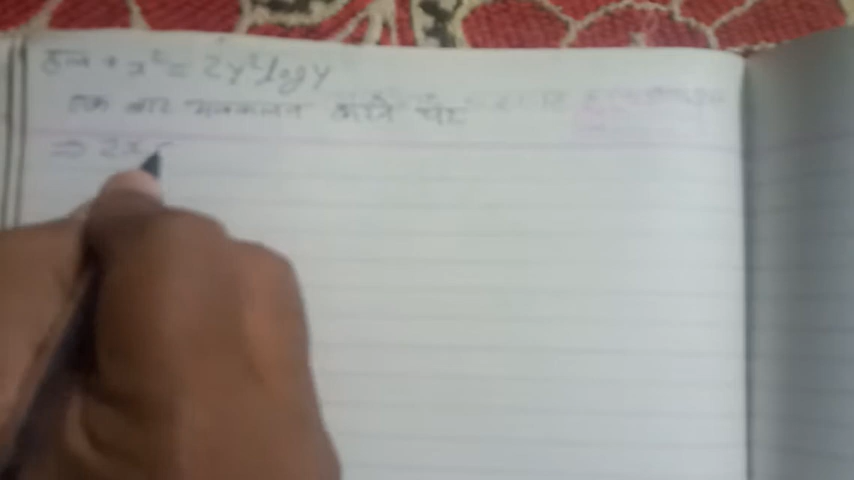 हल → x² = 2y² log y
एक बार अवकलन करने पर
⇒ 2x =